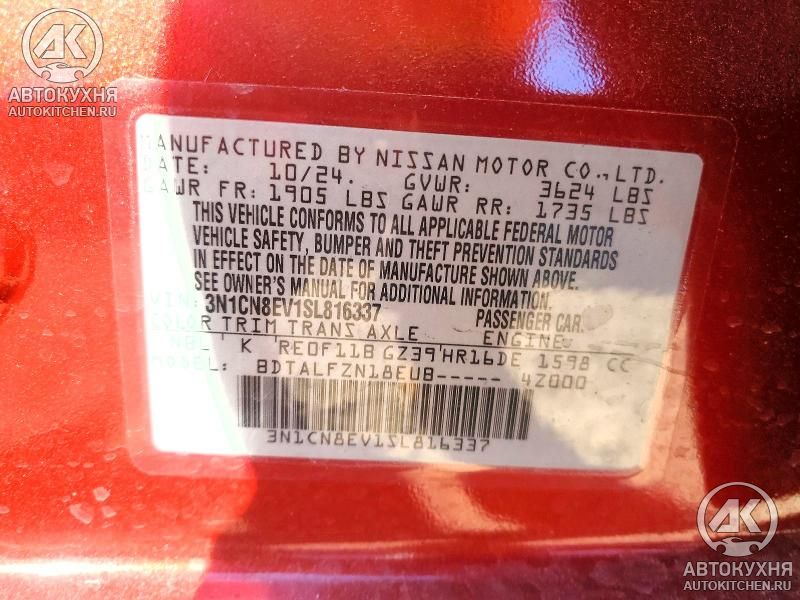 AK
АВТОКУХНЯ
AUTOKITCHEN.RU
MANUFACTURED BY NISSAN MOTOR CO., LTD.
DATE: 10/24. GVWR: 3624 LBS
GAWR FR: 1905 LBS GAWR RR: 1735 LBS
THIS VEHICLE CONFORMS TO ALL APPLICABLE FEDERAL MOTOR
VEHICLE SAFETY, BUMPER AND THEFT PREVENTION STANDARDS
IN EFFECT ON THE DATE OF MANUFACTURE SHOWN ABOVE.
SEE OWNER'S MANUAL FOR ADDITIONAL INFORMATION.
VIN: 3N1CN8EV1SL816337 PASSENGER CAR
COLOR TRIM TRANS AXLE ENGINE
NBL K RE0F11B GZ39 HR16DE 1598 CC
BDTALFZN18EUB----- 4Z000
3N1CN8EV1SL816337
AK
АВТОКУХНЯ
AUTOKITCHEN.RU